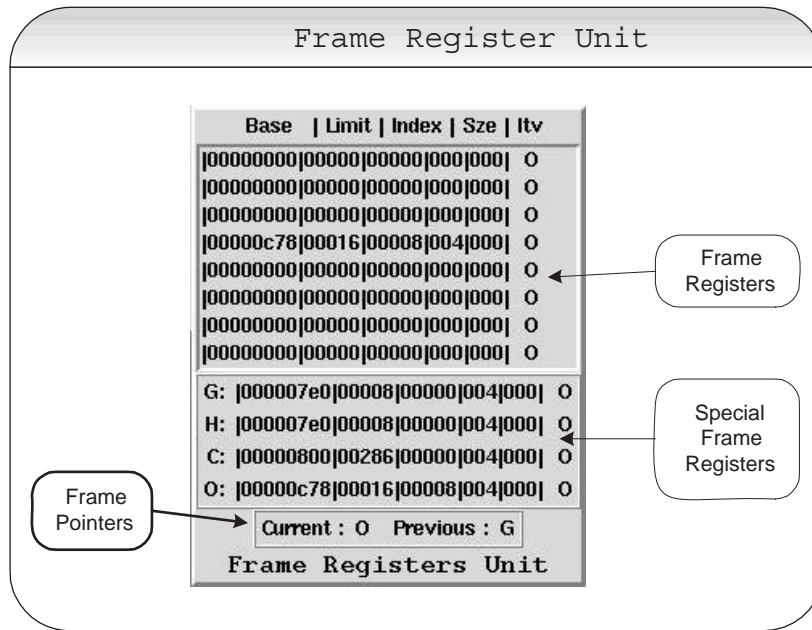 Frame Register Unit
Base | Limit | Index | Sze | Itv
|00000000|00000|00000|000|000| O
|00000000|00000|00000|000|000| O
|00000000|00000|00000|000|000| O
|00000c78|00016|00008|004|000| O
|00000000|00000|00000|000|000| O
|00000000|00000|00000|000|000| O
|00000000|00000|00000|000|000| O
|00000000|00000|00000|000|000| O
Frame
Registers
G: |000007e0|00008|00000|004|000| O
H: |000007e0|00008|00000|004|000| O
C: |00000800|00286|00000|004|000| O
O: |00000c78|00016|00008|004|000| O
Special
Frame
Registers
Frame
Pointers
Current : O Previous : G
Frame Registers Unit